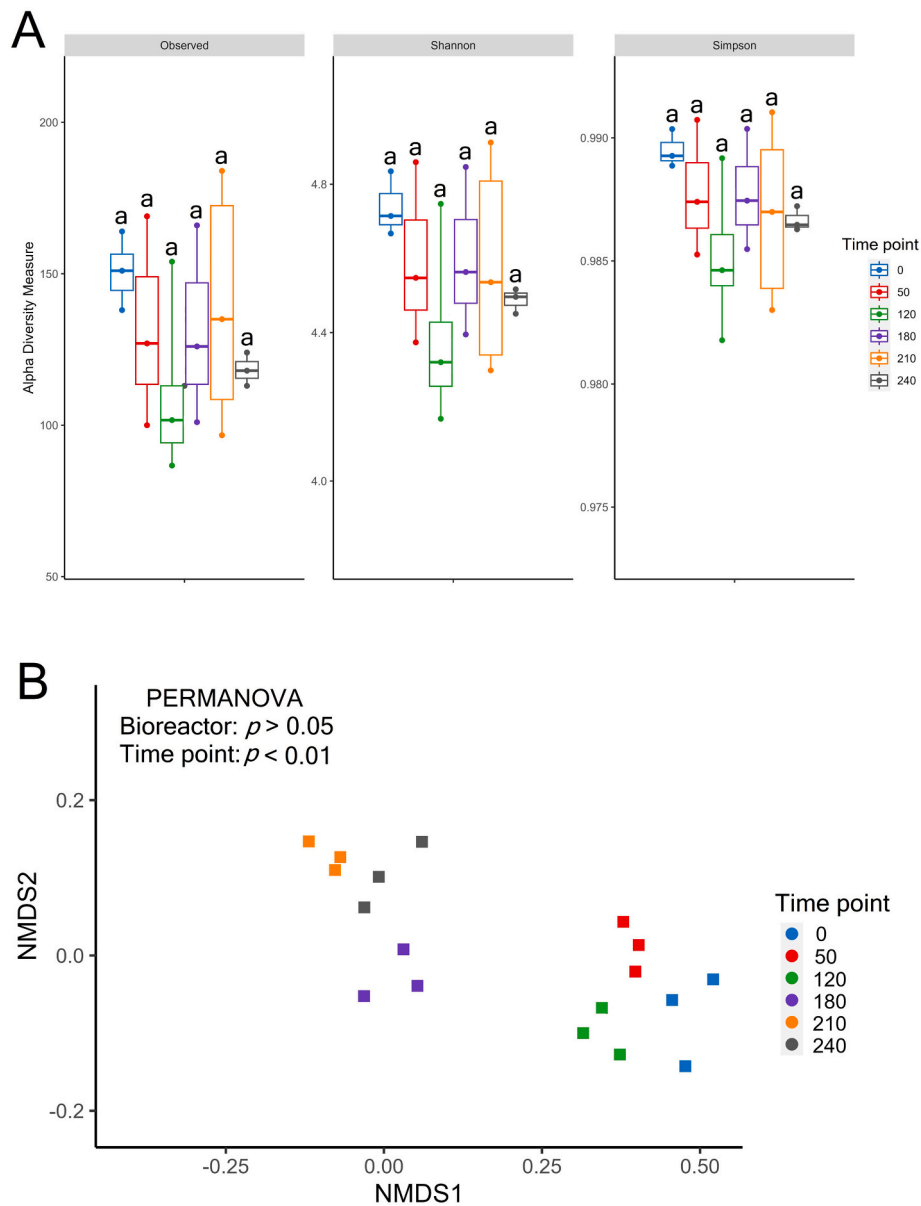 A
Observed
Shannon
Simpson
Alpha Diversity Measure
200
150
100
50
a a a a a a
4.8
4.4
4.0
a a a a a a
0.990
0.985
0.980
0.975
a a a a a a
Time point
0
50
120
180
210
240
B
PERMANOVA
Bioreactor: p > 0.05
Time point: p < 0.01
NMDS2
0.2
0.0
-0.2
-0.25 0.00 0.25 0.50
NMDS1
Time point
0
50
120
180
210
240